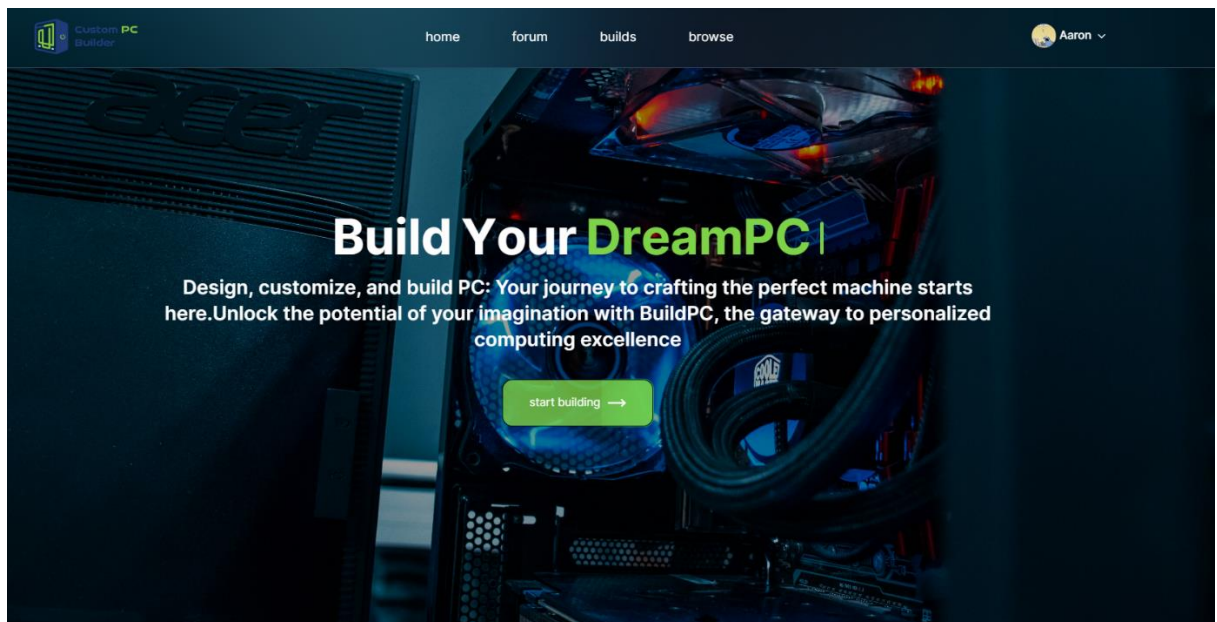 Custom PC
Builder
home forum builds browse
Aaron
acer
Build Your DreamPC
Design, customize, and build PC: Your journey to crafting the perfect machine starts
here.Unlock the potential of your imagination with BuildPC, the gateway to personalized
computing excellence
COOLER
start building →